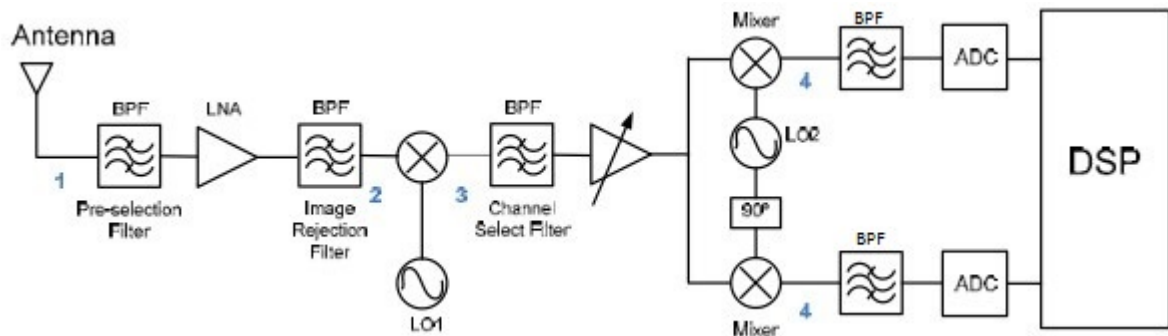 Mixer
BPF
Antenna
4
ADC
BPF
LNA
BPF
BPF
LO2
DSP
1
2
3
Pre-selection
Filter
Image
Rejection
Filter
Channel
Select Filter
90º
BPF
ADC
LO1
4
Mixer